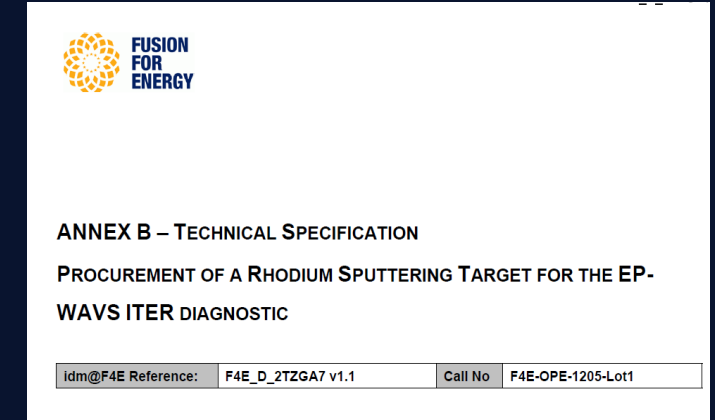 FUSION
FOR
ENERGY
ANNEX B – TECHNICAL SPECIFICATION
PROCUREMENT OF A RHODIUM SPUTTERING TARGET FOR THE EP-
WAVS ITER DIAGNOSTIC
idm@F4E Reference: F4E_D_2TZGA7 v1.1 Call No F4E-OPE-1205-Lot1